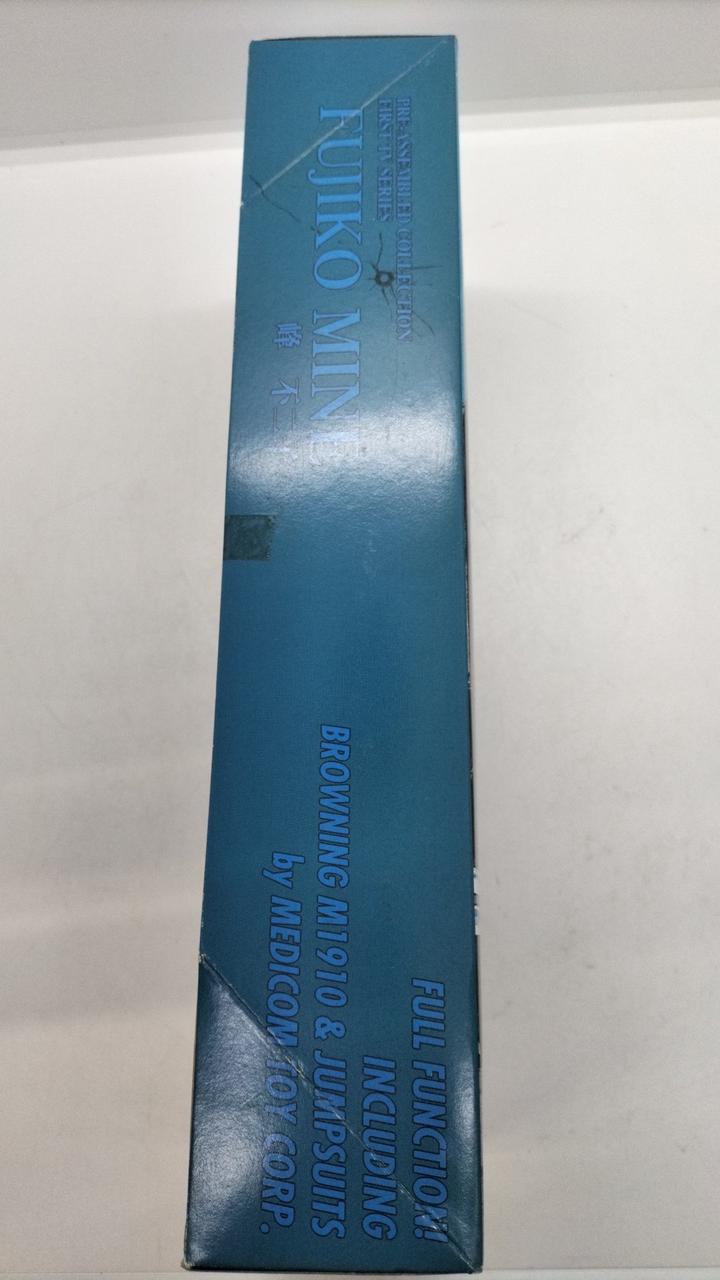 PRE-ASSEMBLED COLLECTION
FIRST TV SERIES
FUJIKO MINE
峰 不二子
FULL FUNCTION!
INCLUDING
BROWNING M1910 & JUMPSUITS
by MEDICOM TOY CORP.